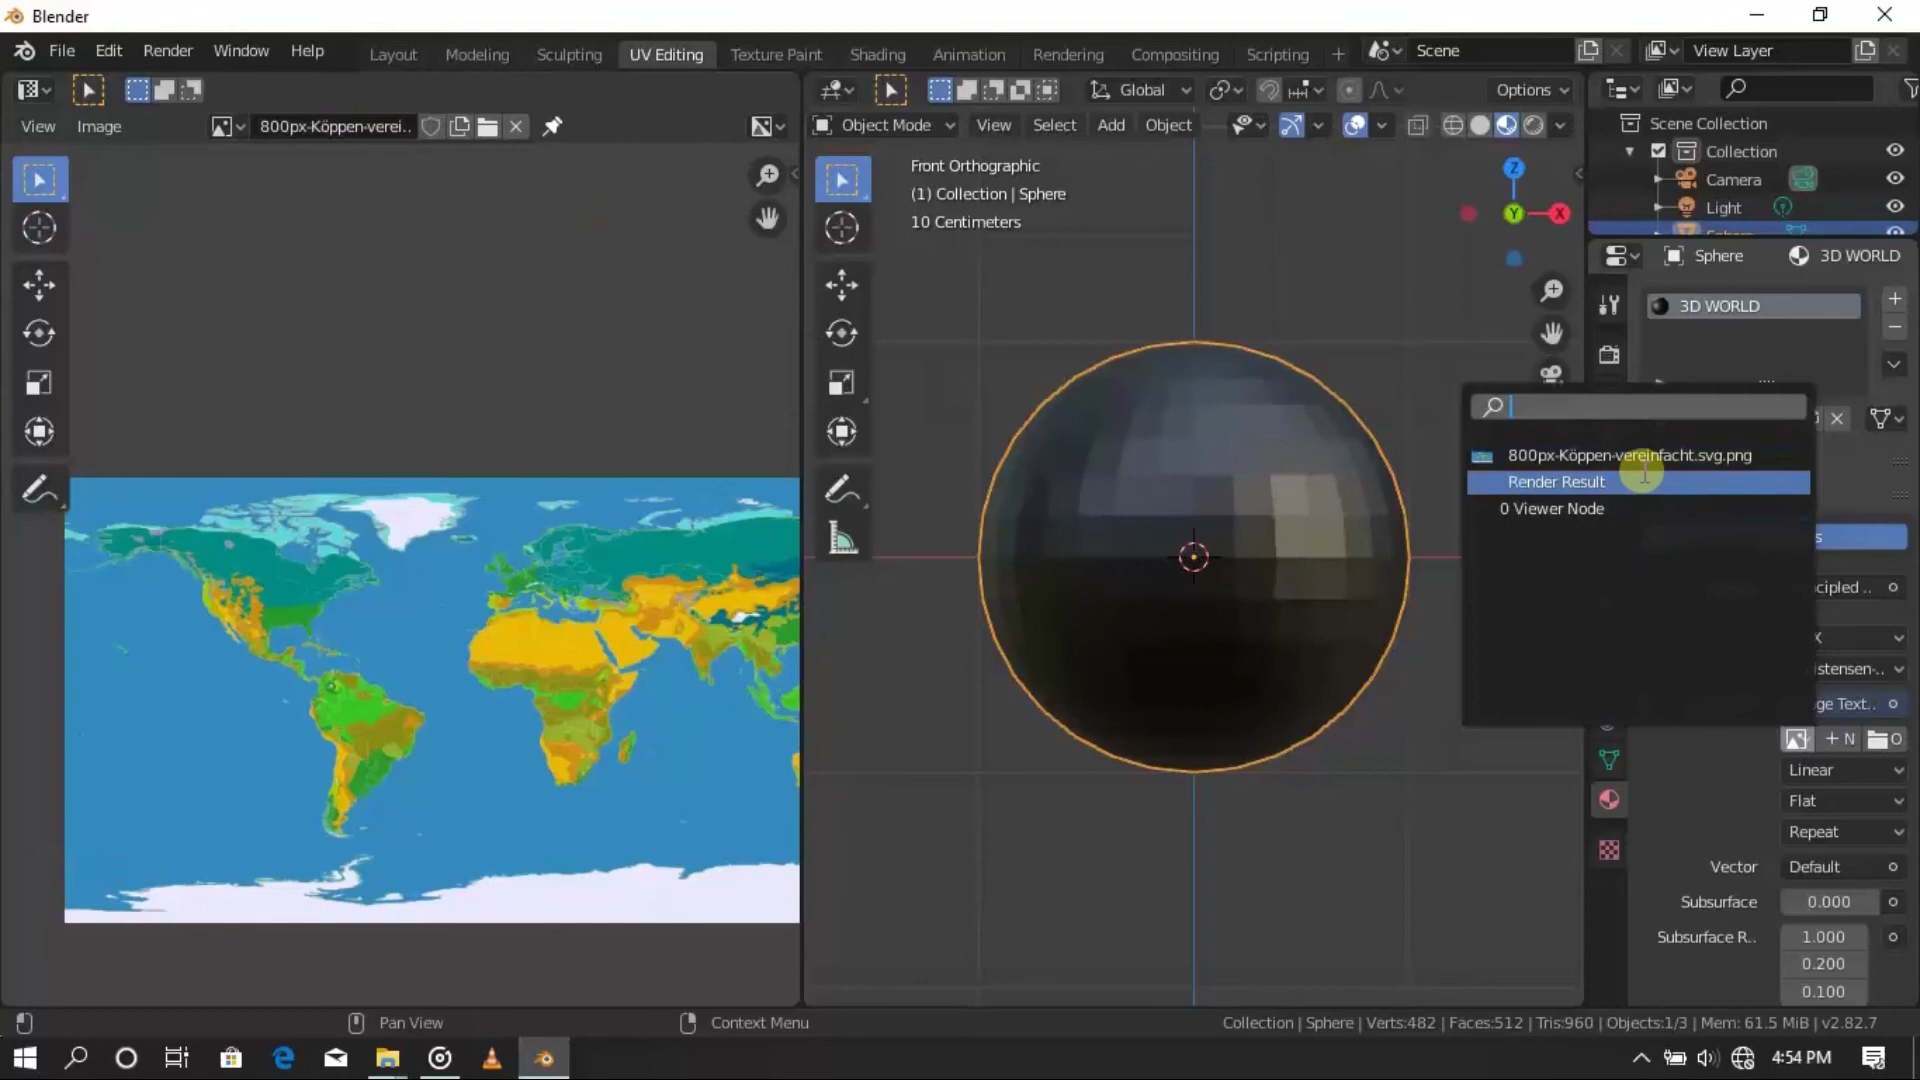 Blender
File Edit Render Window Help
Layout Modeling Sculpting UV Editing Texture Paint Shading Animation Rendering Compositing Scripting +
Scene
View Layer
Global
Options
View Image
800px-Köppen-verei..
Object Mode View Select Add Object
Front Orthographic
(1) Collection | Sphere
10 Centimeters
Z
Y
X
Scene Collection
Collection
Camera
Light
Sphere 3D WORLD
3D WORLD
800px-Köppen-vereinfacht.svg.png
Render Result
0 Viewer Node
s
cipled ..
X
istensen-..
ge Text..
+ N
O
Linear
Flat
Repeat
Vector Default
Subsurface 0.000
Subsurface R.. 1.000
0.200
0.100
Pan View
Context Menu
Collection | Sphere | Verts:482 | Faces:512 | Tris:960 | Objects:1/3 | Mem: 61.5 MiB | v2.82.7
4:54 PM